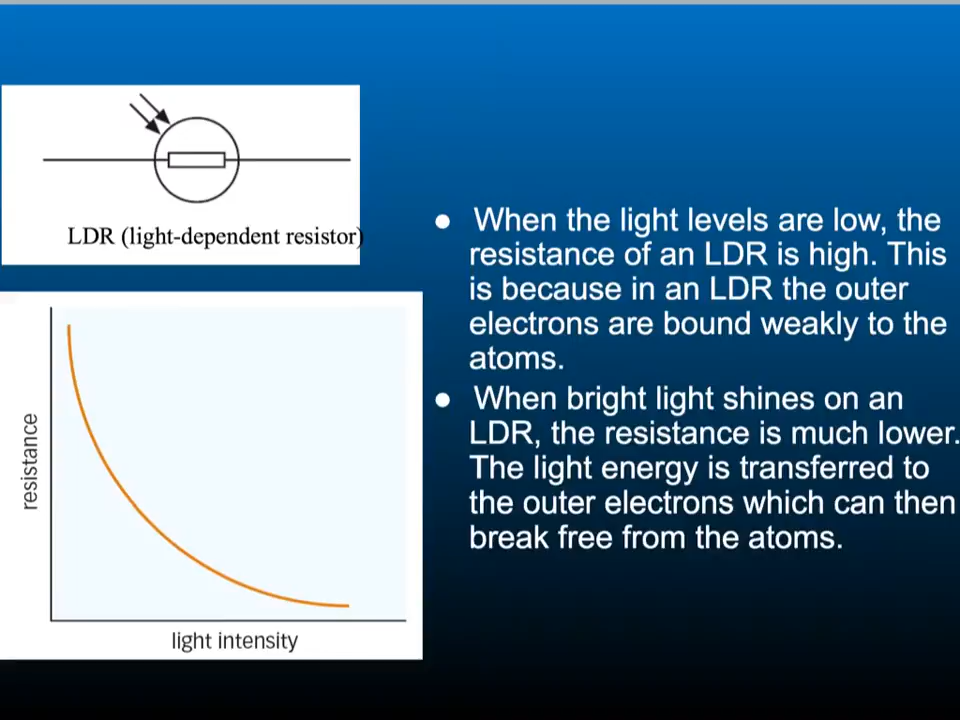 LDR (light-dependent resistor)
resistance
light intensity
● When the light levels are low, the
resistance of an LDR is high. This
is because in an LDR the outer
electrons are bound weakly to the
atoms.
● When bright light shines on an
LDR, the resistance is much lower.
The light energy is transferred to
the outer electrons which can then
break free from the atoms.